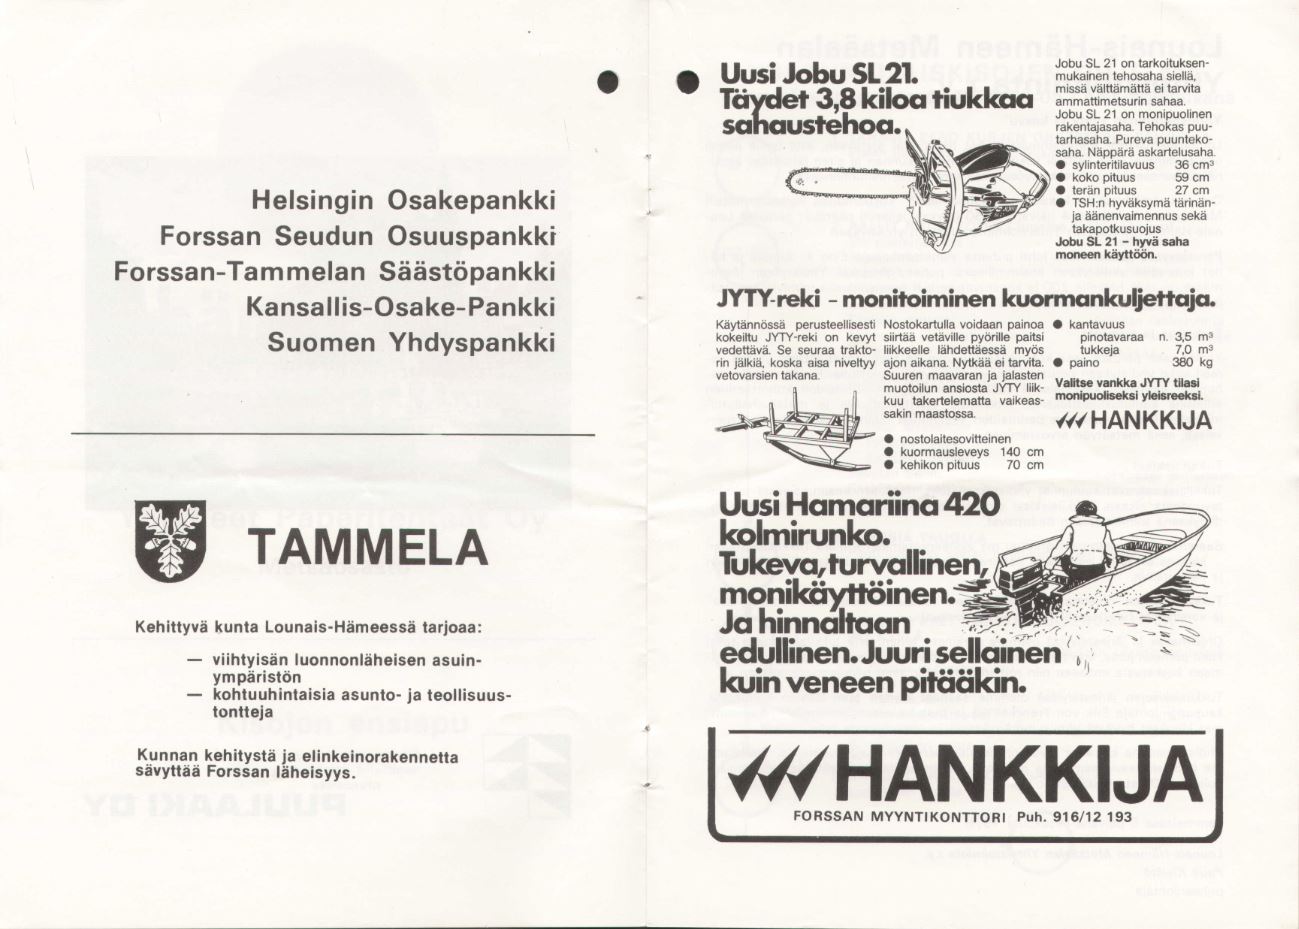 Helsingin Osakepankki
Forssan Seudun Osuuspankki
Forssan-Tammelan Säästöpankki
Kansallis-Osake-Pankki
Suomen Yhdyspankki
TAMMELA
Kehittyvä kunta Lounais-Hämeessä tarjoaa:
— viihtyisän luonnonläheisen asuin-
ympäristön
— kohtuuhintaisia asunto- ja teollisuus-
tontteja
Kunnan kehitystä ja elinkeinorakennetta
sävyttää Forssan läheisyys.
Uusi Jobu SL 21.
Täydet 3,8 kiloa tiukkaa
sahaustehoa.
Jobu SL 21 on tarkoituksen-
mukainen tehosaha siellä,
missä välttämättä ei tarvita
ammattimetsurin sahaa.
Jobu SL 21 on monipuolinen
rakentajasaha. Tehokas puu-
tarhasaha. Pureva puunteko-
saha. Näppärä askartelusaha.
● sylinteritilavuus 36 cm³
● koko pituus 59 cm
● terän pituus 27 cm
● TSH:n hyväksymä tärinän-
ja äänenvaimennus sekä
takapotkusuojus
Jobu SL 21 – hyvä saha
moneen käyttöön.
JYTY-reki – monitoiminen kuormankuljettaja.
Käytännössä perusteellisesti
kokeiltu JYTY-reki on kevyt
vedettävä. Se seuraa trakto-
rin jälkiä, koska aisa niveltyy
vetovarsien takana.
Nostokartulla voidaan painoa
siirtää vetäville pyörille paitsi
liikkeelle lähdettäessä myös
ajon aikana. Nytkää ei tarvita.
Suuren maavaran ja jalasten
muotoilun ansiosta JYTY liik-
kuu takertelematta vaikeas-
sakin maastossa.
● nostolaitesovitteinen
● kuormausleveys 140 cm
● kehikon pituus 70 cm
● kantavuus
pinotavaraa n. 3,5 m³
tukkeja 7,0 m³
● paino 380 kg
Valitse vankka JYTY tilasi
monipuoliseksi yleisreeksi.
HANKKIJA
Uusi Hamariina 420
kolmirunko.
Tukeva, turvallinen,
monikäyttöinen.
Ja hinnaltaan
edullinen. Juuri sellainen
kuin veneen pitääkin.
HANKKIJA
FORSSAN MYYNTIKONTTORI Puh. 916/12 193